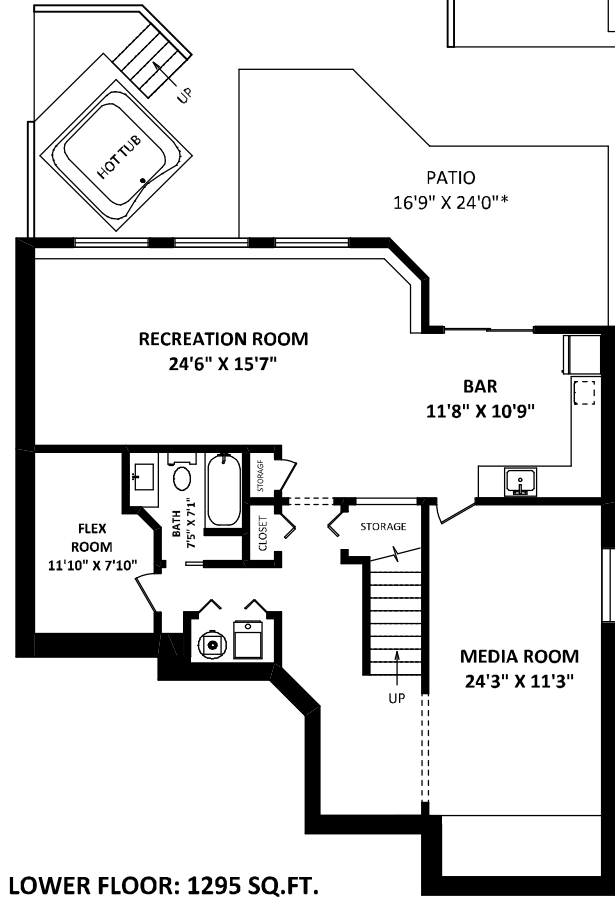 UP
HOT TUB
PATIO
16'9" X 24'0"*
RECREATION ROOM
24'6" X 15'7"
BAR
11'8" X 10'9"
STORAGE
FLEX
ROOM
11'10" X 7'10"
BATH
7'5" X 7'1"
CLOSET
STORAGE
MEDIA ROOM
24'3" X 11'3"
UP
LOWER FLOOR: 1295 SQ.FT.